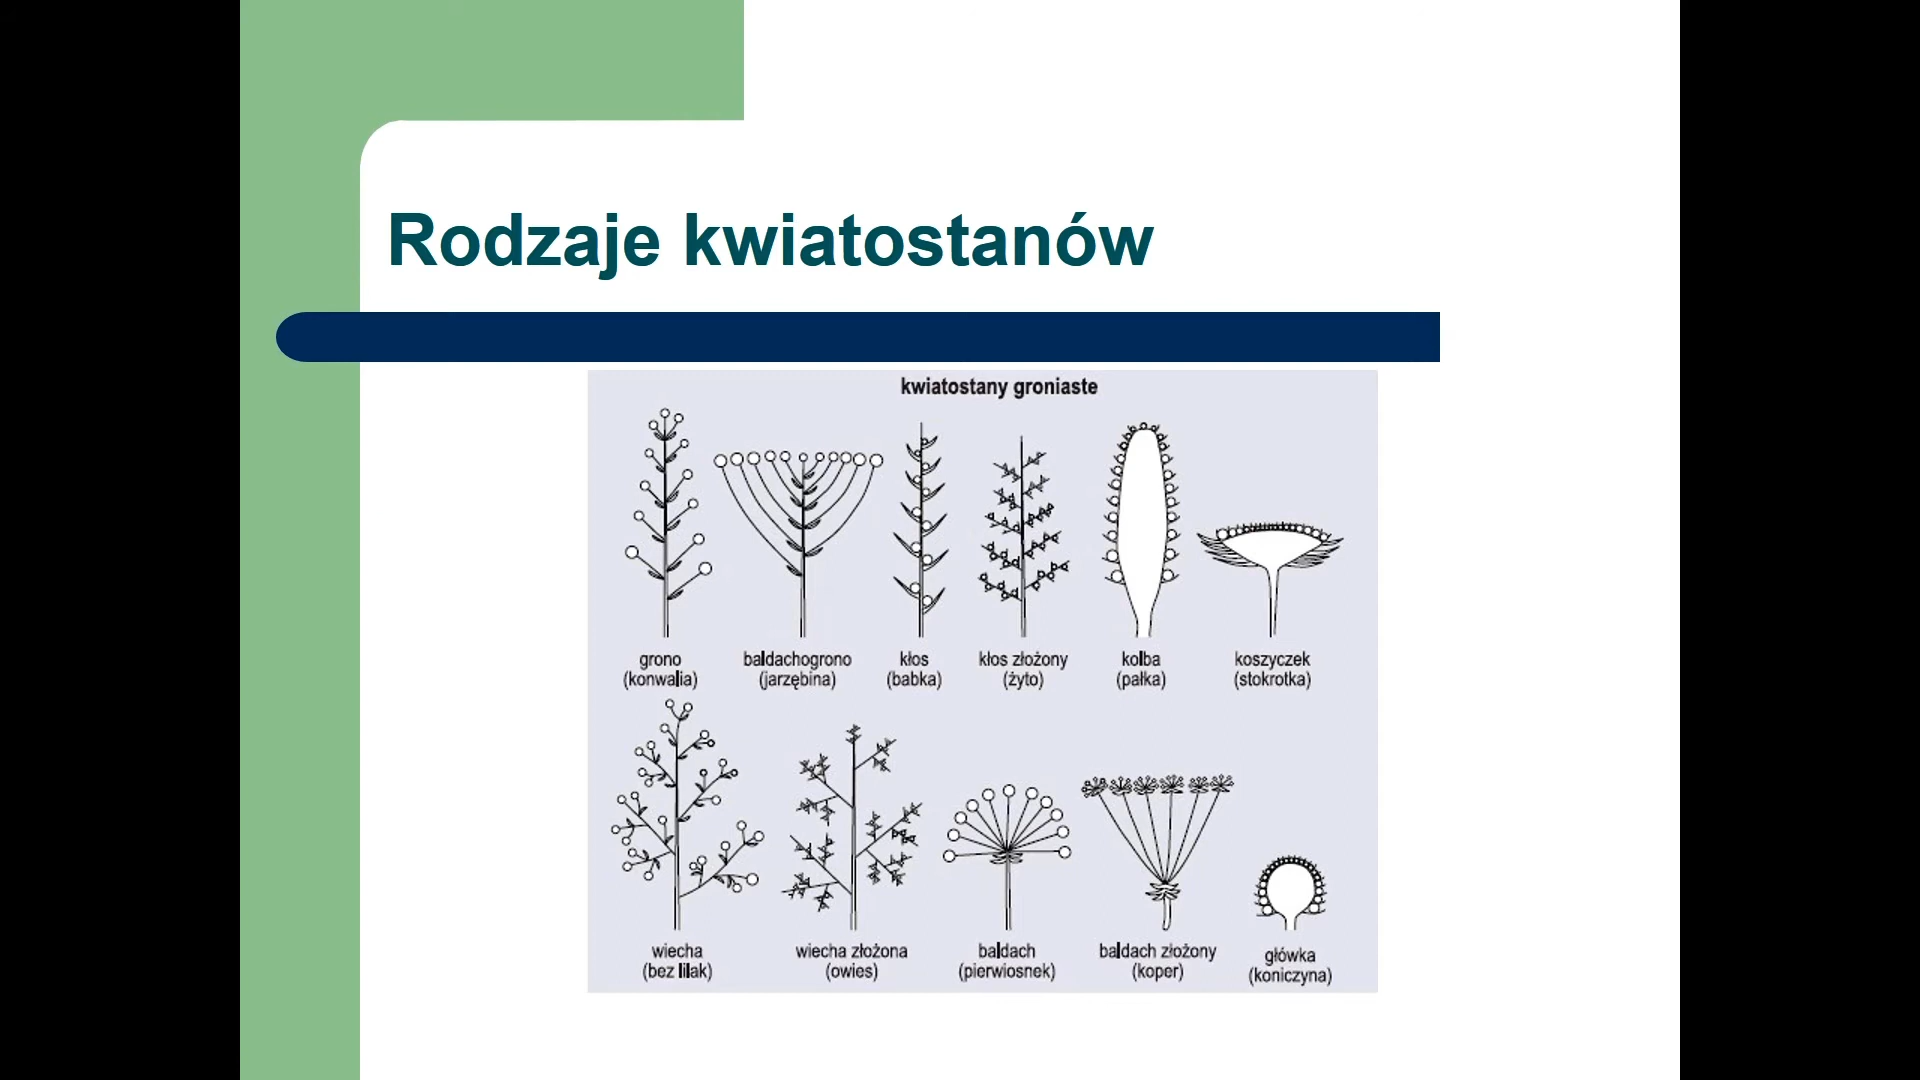 Rodzaje kwiatostanów
kwiatostany groniaste
grono
(konwalia)
baldachogrono
(jarzębina)
kłos
(babka)
kłos złożony
(żyto)
kolba
(pałka)
koszyczek
(stokrotka)
wiecha
(bez lilak)
wiecha złożona
(owies)
baldach
(pierwiosnek)
baldach złożony
(koper)
główka
(koniczyna)